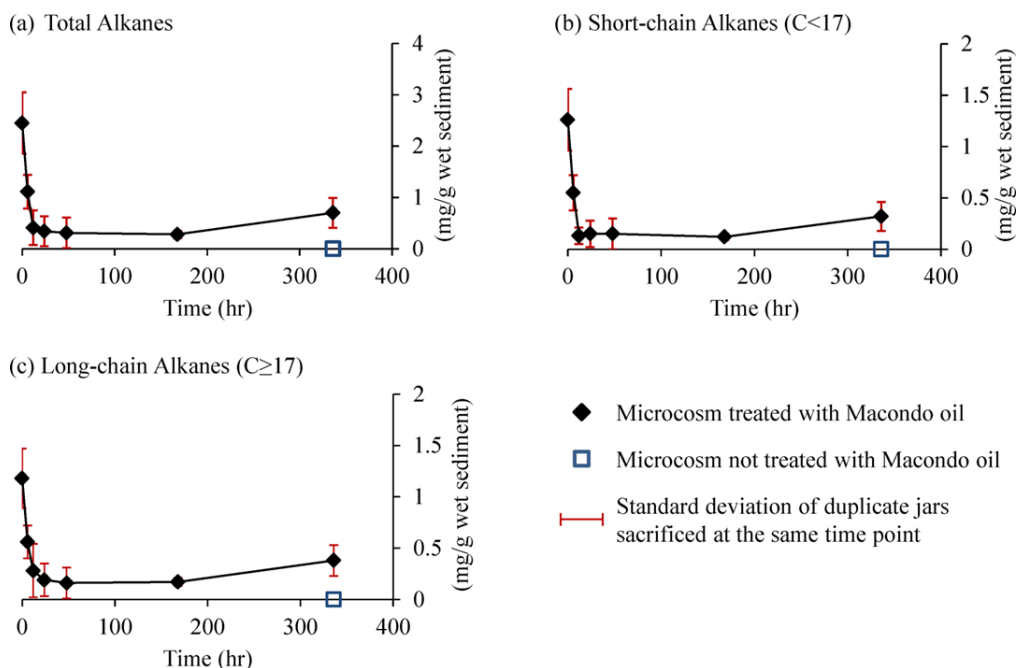 (a) Total Alkanes
4
3
2
1
0
(mg/g wet sediment)
0 100 200 300 400
Time (hr)
(b) Short-chain Alkanes (C<17)
2
1.5
1
0.5
0
(mg/g wet sediment)
0 100 200 300 400
Time (hr)
(c) Long-chain Alkanes (C≥17)
2
1.5
1
0.5
0
(mg/g wet sediment)
0 100 200 300 400
Time (hr)
Microcosm treated with Macondo oil
Microcosm not treated with Macondo oil
Standard deviation of duplicate jars
sacrificed at the same time point